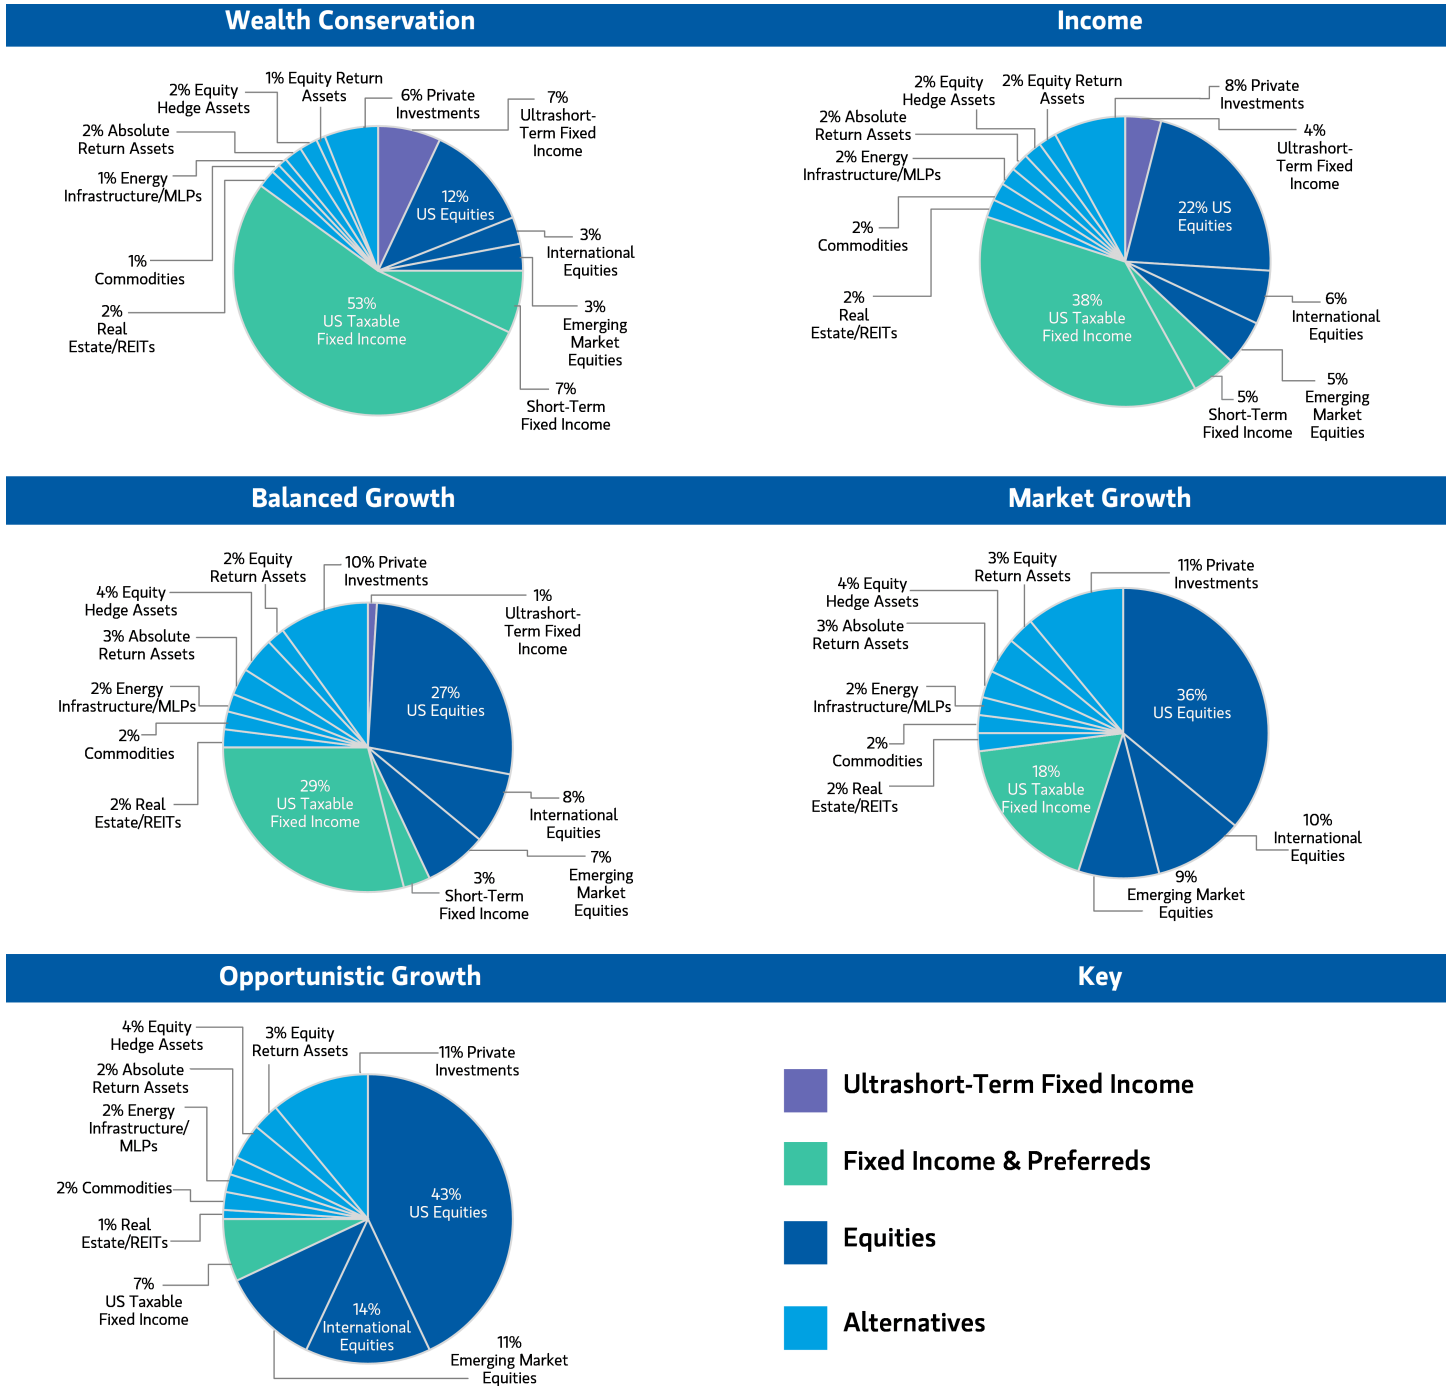 Wealth Conservation
1% Equity Return
Assets
2% Equity
Hedge Assets
6% Private
Investments
7%
Ultrashort-
Term Fixed
Income
2% Absolute
Return Assets
1% Energy
Infrastructure/MLPs
12%
US Equities
3%
International
Equities
1%
Commodities
2%
Real
Estate/REITs
53%
US Taxable
Fixed Income
3%
Emerging
Market
Equities
7%
Short-Term
Fixed Income
Income
2% Equity
Hedge Assets
2% Equity Return
Assets
8% Private
Investments
2% Absolute
Return Assets
4%
Ultrashort-
Term Fixed
Income
2% Energy
Infrastructure/MLPs
22% US
Equities
2%
Commodities
2%
Real
Estate/REITs
38%
US Taxable
Fixed Income
6%
International
Equities
5%
Emerging
Market
Equities
5%
Short-Term
Fixed Income
Balanced Growth
2% Equity
Return Assets
10% Private
Investments
4% Equity
Hedge Assets
1%
Ultrashort-
Term Fixed
Income
3% Absolute
Return Assets
2% Energy
Infrastructure/MLPs
27%
US Equities
2%
Commodities
2% Real
Estate/REITs
29%
US Taxable
Fixed Income
8%
International
Equities
7%
Emerging
Market
Equities
3%
Short-Term
Fixed Income
Market Growth
3% Equity
Return Assets
11% Private
Investments
4% Equity
Hedge Assets
3% Absolute
Return Assets
2% Energy
Infrastructure/MLPs
36%
US Equities
2%
Commodities
2% Real
Estate/REITs
18%
US Taxable
Fixed Income
10%
International
Equities
9%
Emerging Market
Equities
Opportunistic Growth
4% Equity
Hedge Assets
3% Equity
Return Assets
11% Private
Investments
2% Absolute
Return Assets
2% Energy
Infrastructure/
MLPs
2% Commodities
43%
US Equities
1% Real
Estate/REITs
7%
US Taxable
Fixed Income
14%
International
Equities
11%
Emerging Market
Equities
Key
Ultrashort-Term Fixed Income
Fixed Income & Preferreds
Equities
Alternatives